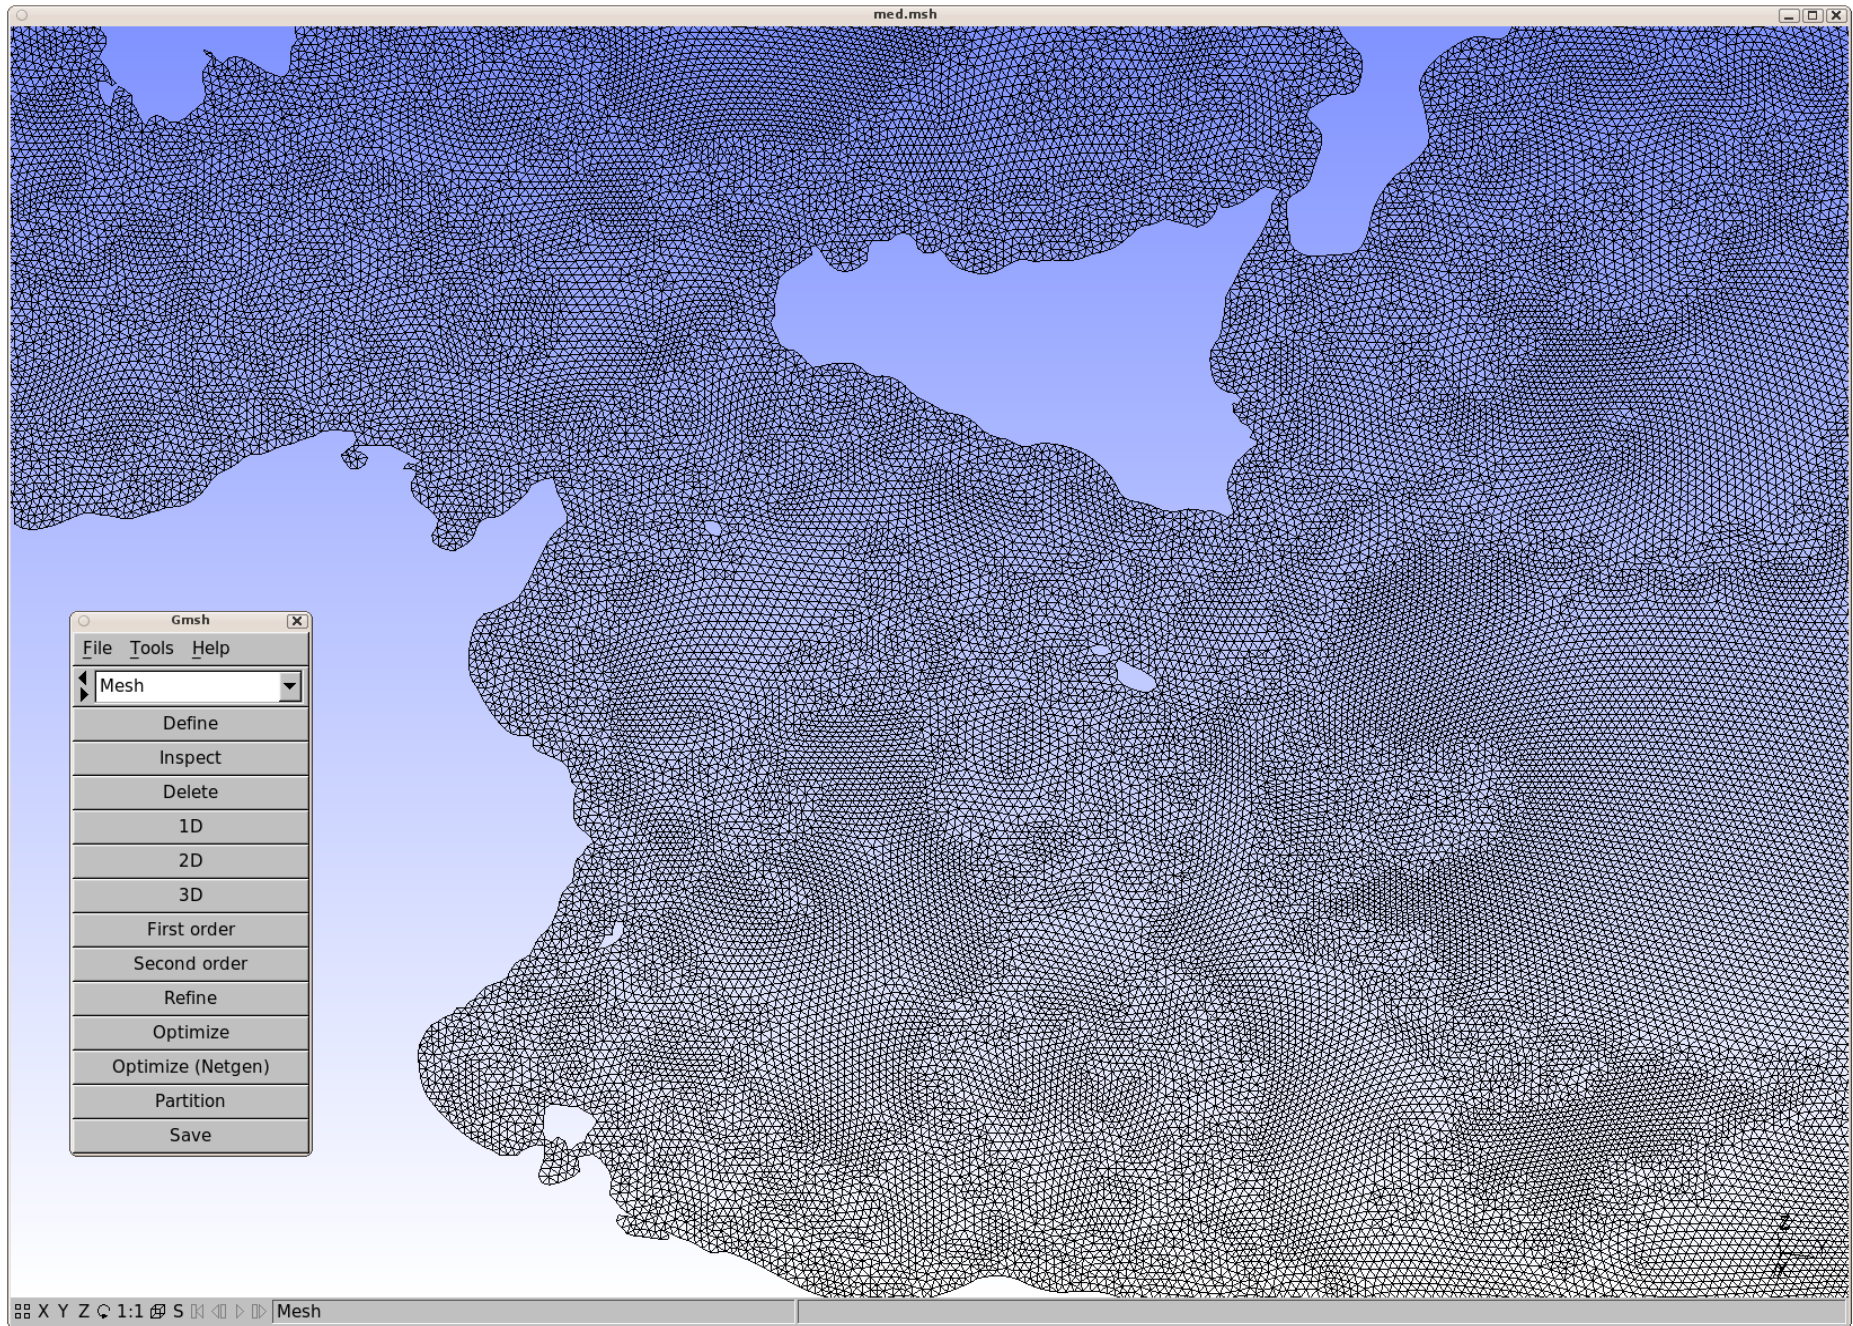 med.msh
Gmsh
File Tools Help
Mesh
Define
Inspect
Delete
1D
2D
3D
First order
Second order
Refine
Optimize
Optimize (Netgen)
Partition
Save
Z
X Y Z 1:1 S Mesh